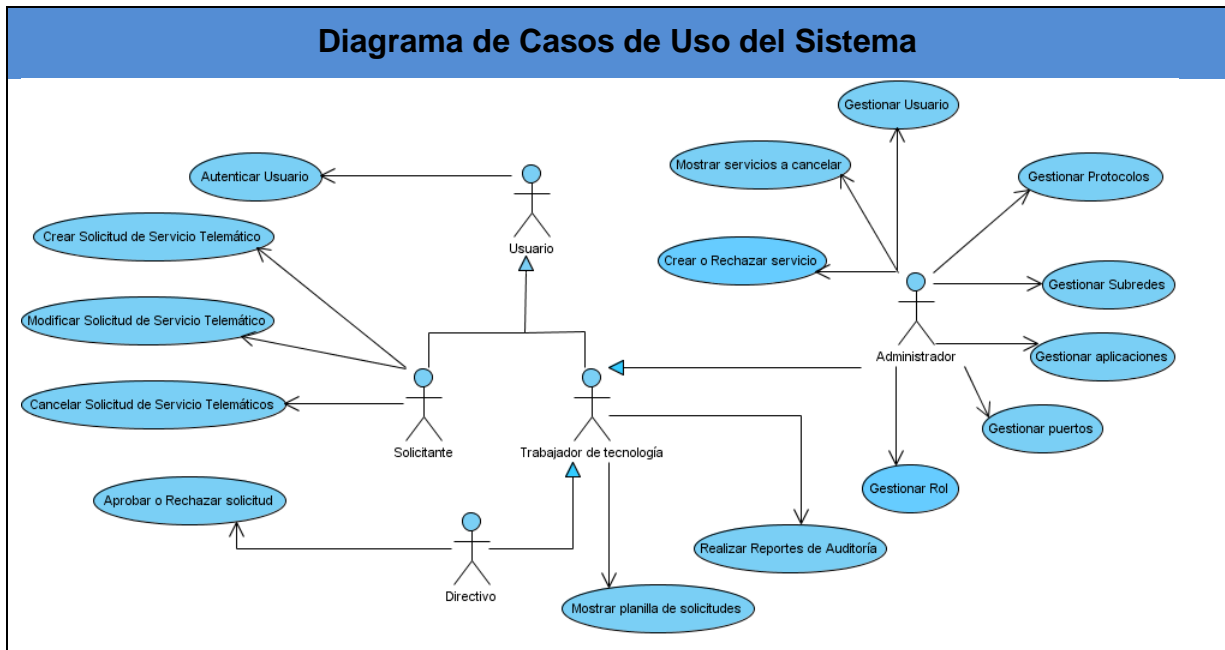 Diagrama de Casos de Uso del Sistema
Gestionar Usuario
Mostrar servicios a cancelar
Autenticar Usuario
Gestionar Protocolos
Crear Solicitud de Servicio Telemático
Usuario
Crear o Rechazar servicio
Gestionar Subredes
Modificar Solicitud de Servicio Telemático
Administrador
Gestionar aplicaciones
Cancelar Solicitud de Servicio Telemáticos
Gestionar puertos
Solicitante
Trabajador de tecnología
Gestionar Rol
Aprobar o Rechazar solicitud
Realizar Reportes de Auditoría
Directivo
Mostrar planilla de solicitudes